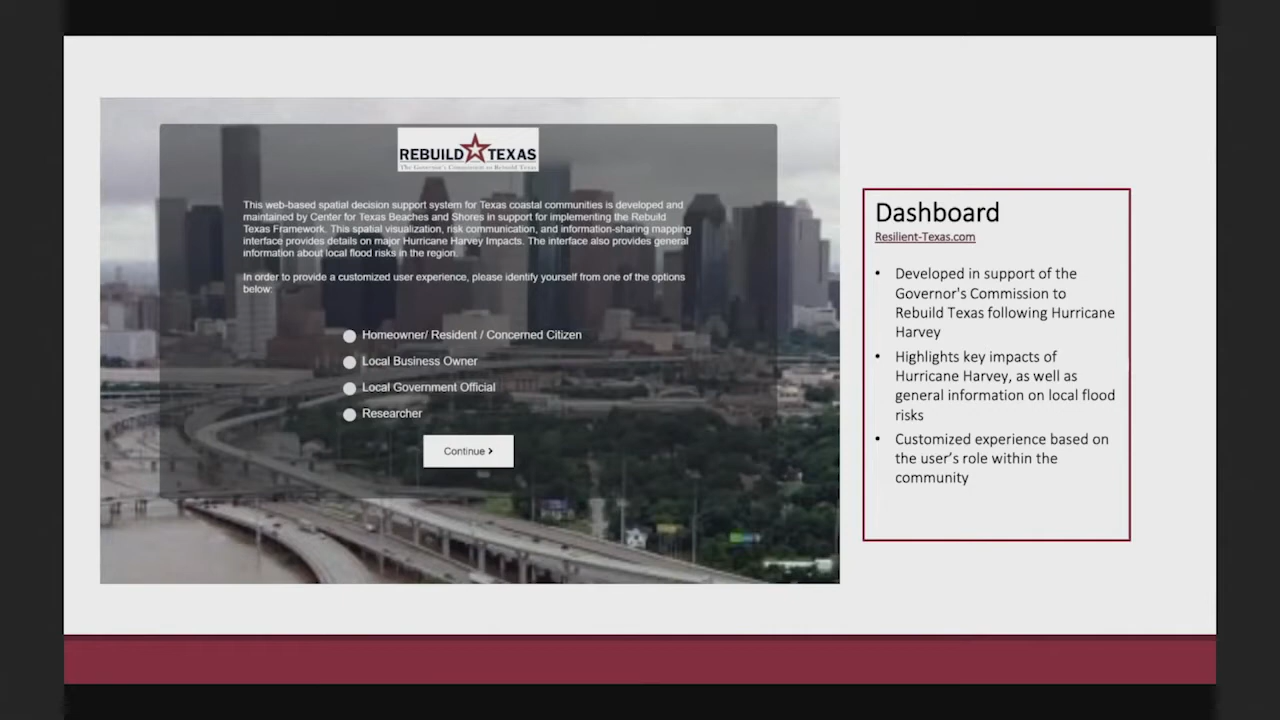 REBUILD TEXAS
The Governor's Commission to Rebuild Texas
This web-based spatial decision support system for Texas coastal communities is developed and
maintained by Center for Texas Beaches and Shores in support for implementing the Rebuild
Texas Framework. This spatial visualization, risk communication, and information-sharing mapping
interface provides details on major Hurricane Harvey Impacts. The interface also provides general
information about local flood risks in the region.
In order to provide a customized user experience, please identify yourself from one of the options
below:
Homeowner/ Resident / Concerned Citizen
Local Business Owner
Local Government Official
Researcher
Continue >
Dashboard
Resilient-Texas.com
• Developed in support of the
Governor's Commission to
Rebuild Texas following Hurricane
Harvey
• Highlights key impacts of
Hurricane Harvey, as well as
general information on local flood
risks
• Customized experience based on
the user's role within the
community